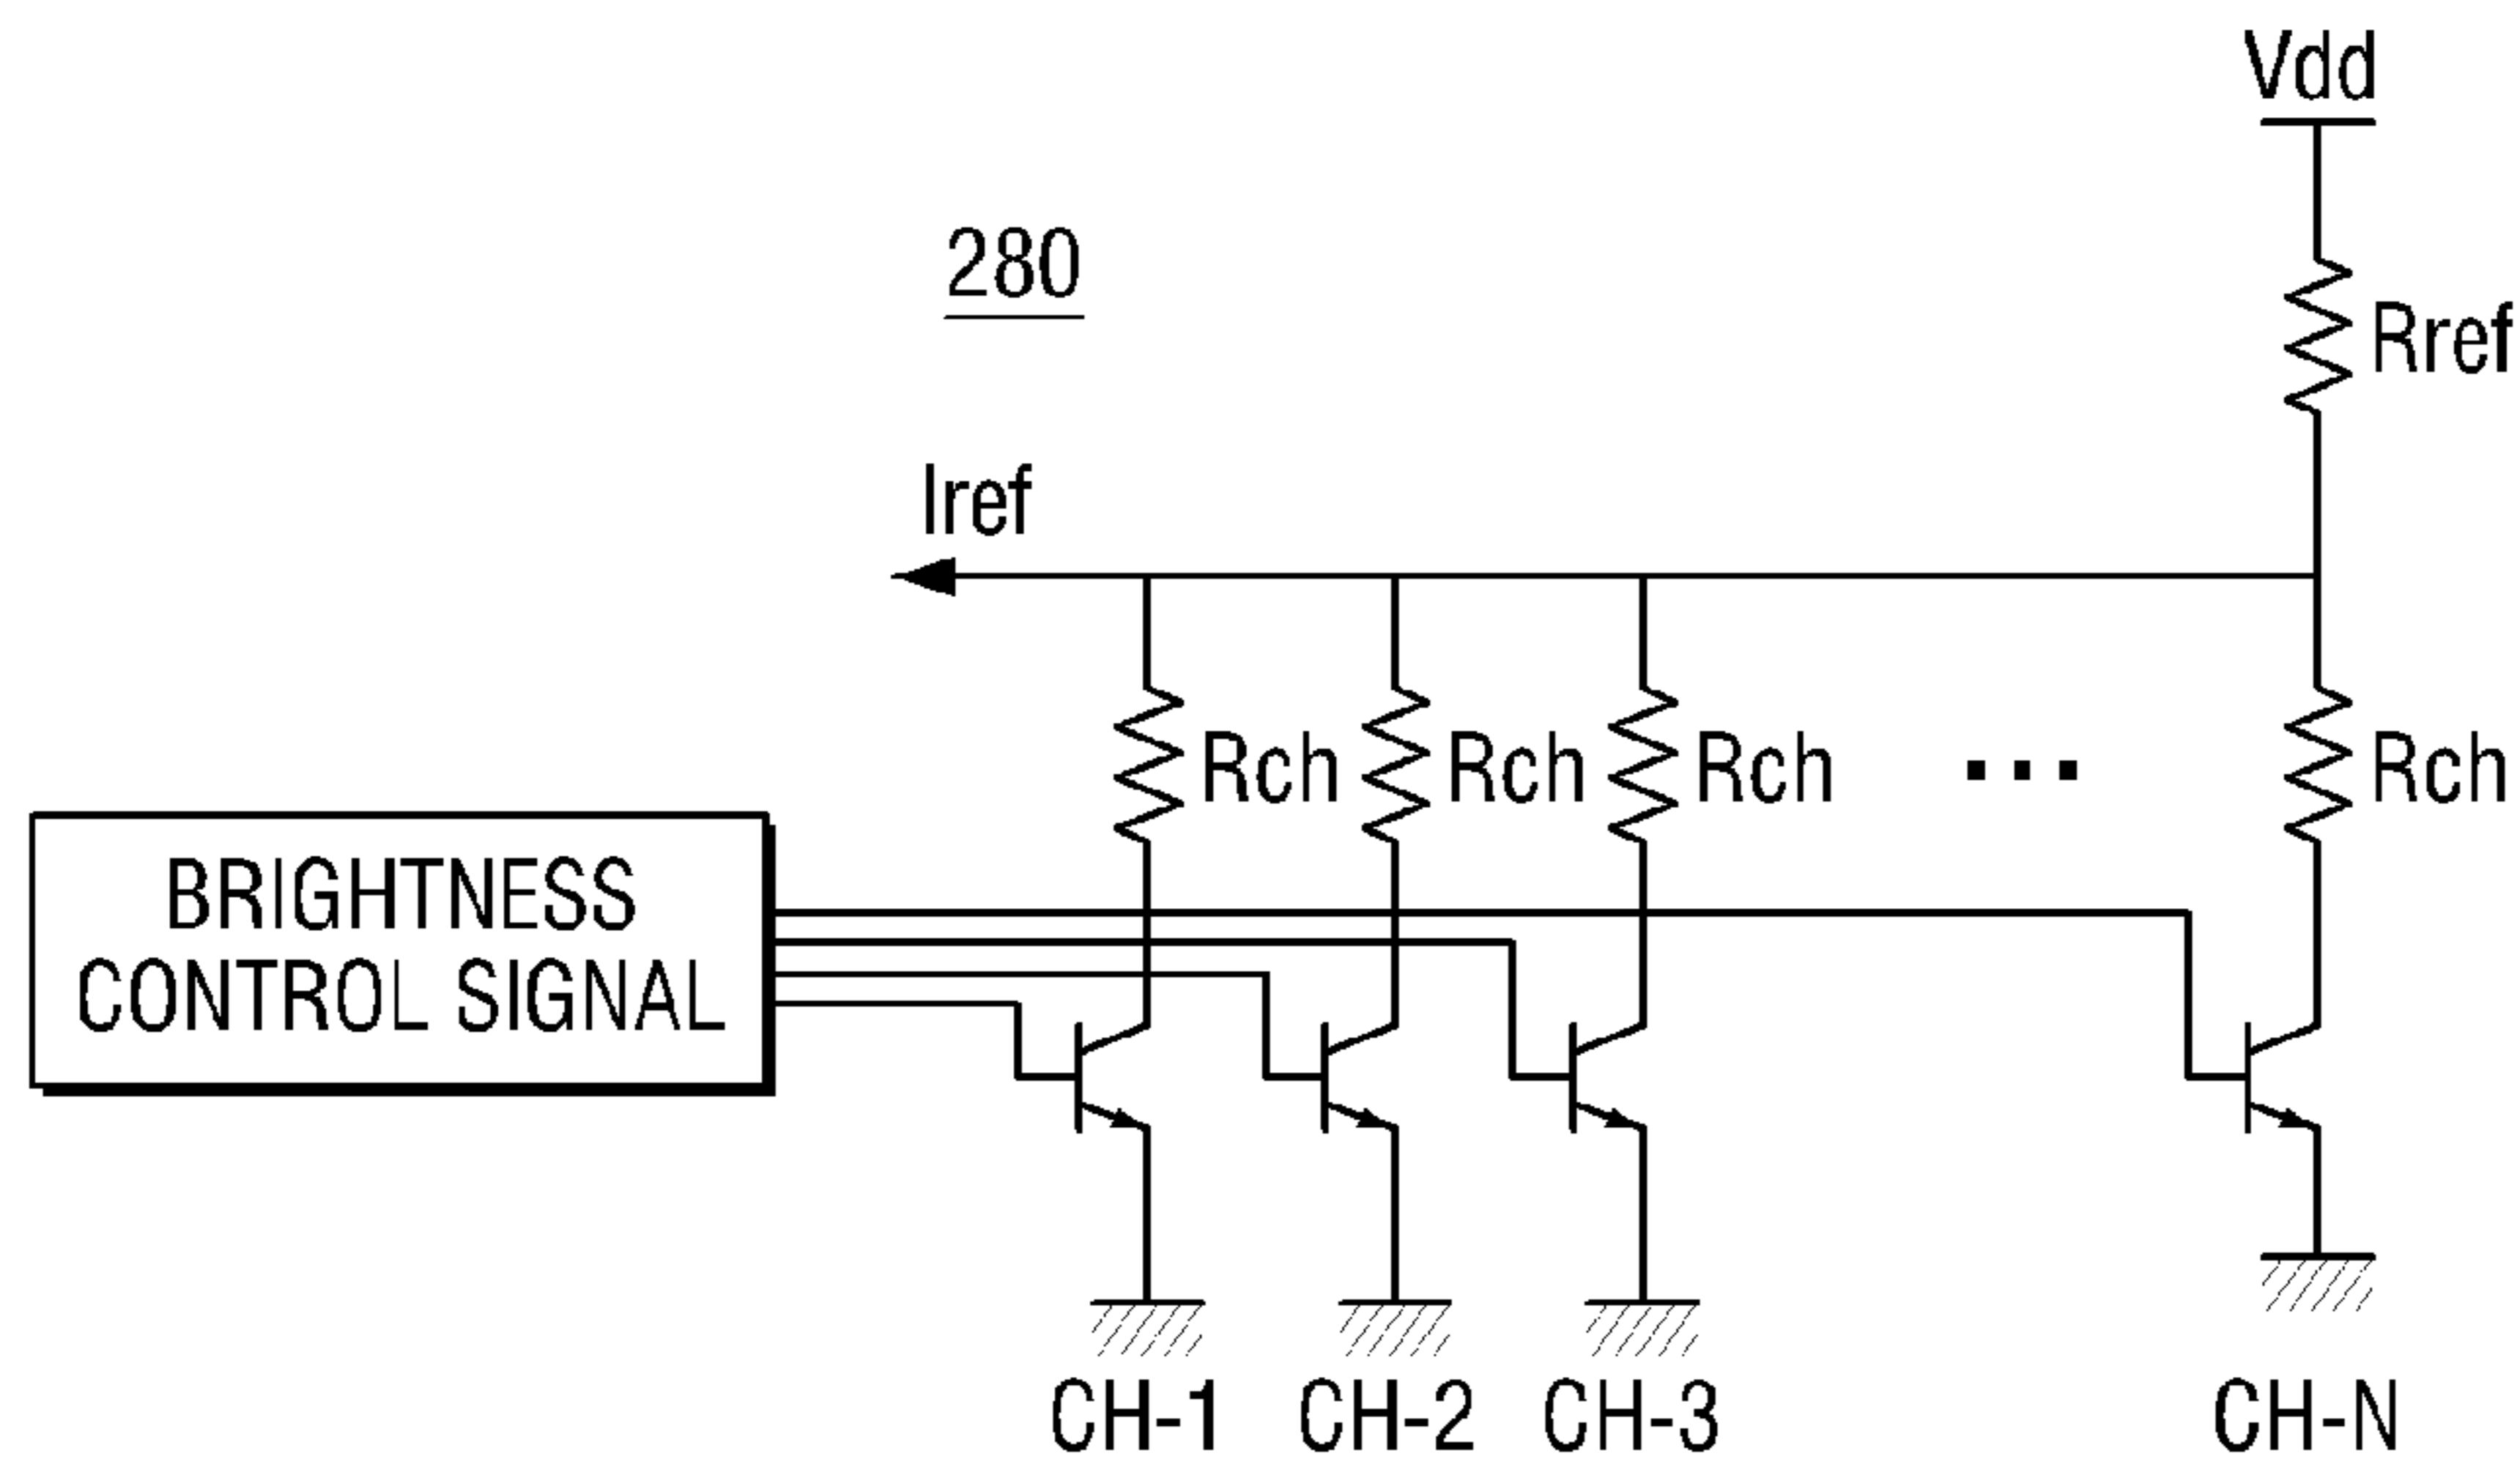 Vdd
280
Rref
Iref
Rch Rch Rch ... Rch
BRIGHTNESS
CONTROL SIGNAL
CH-1 CH-2 CH-3 CH-N